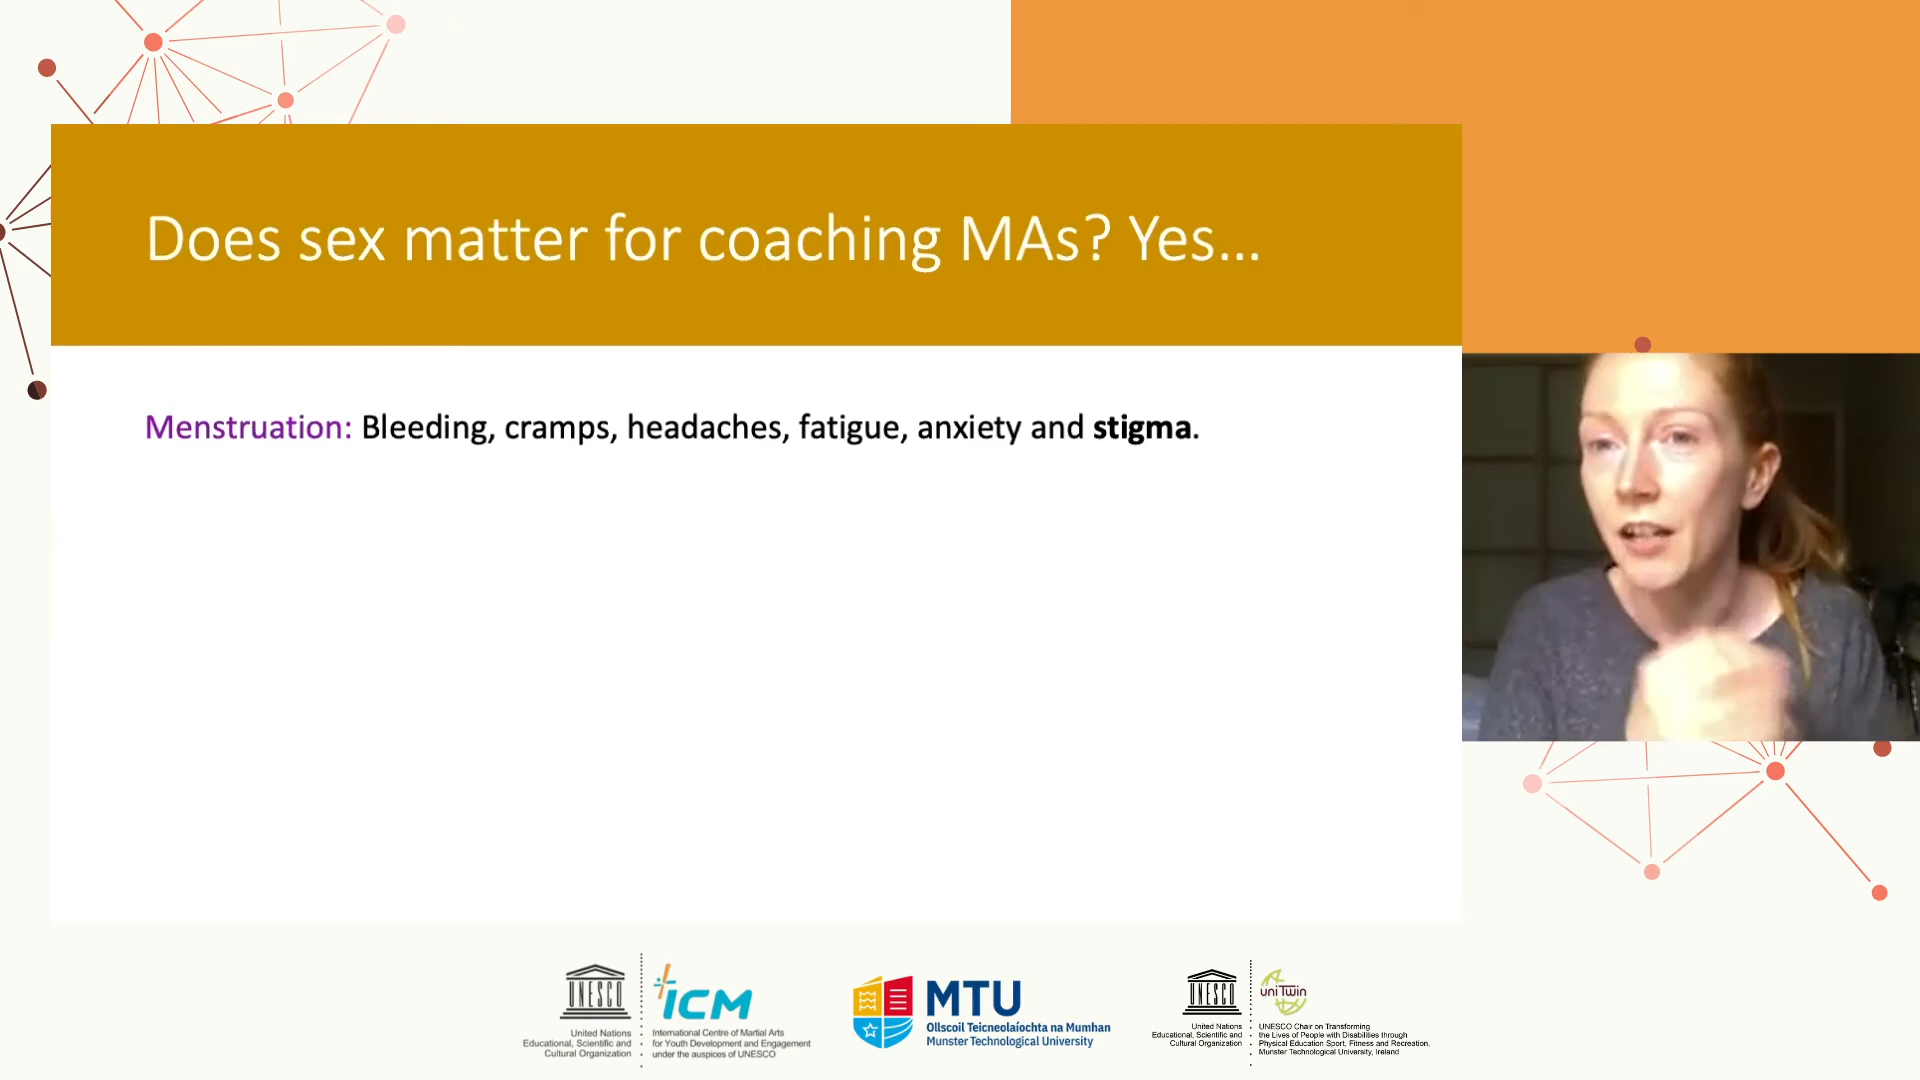 Does sex matter for coaching MAs? Yes...
Menstruation: Bleeding, cramps, headaches, fatigue, anxiety and stigma.
UNESCO
United Nations
Educational, Scientific and
Cultural Organization
ICM
International Centre of Martial Arts
for Youth Development and Engagement
under the auspices of UNESCO
MTU
Ollscoil Teicneolaíochta na Mumhan
Munster Technological University
UNESCO
United Nations
Educational, Scientific and
Cultural Organization
uniTwin
UNESCO Chair on Transforming
the Lives of People with Disabilities through
Physical Education Sport, Fitness and Recreation,
Munster Technological University, Ireland